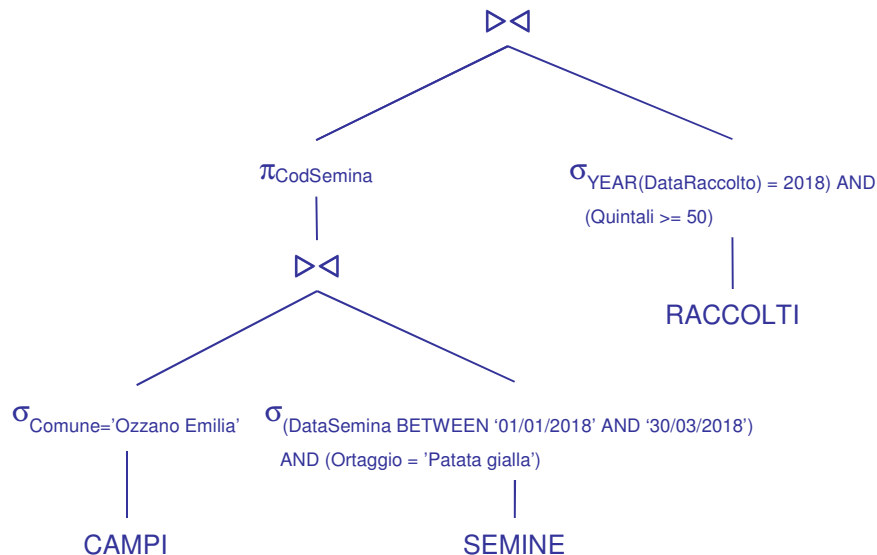 ⋈
πCodSemina
σYEAR(DataRaccolto) = 2018) AND
(Quintali >= 50)
⋈
RACCOLTI
σComune=’Ozzano Emilia’
σ(DataSemina BETWEEN ‘01/01/2018’ AND ‘30/03/2018’)
AND (Ortaggio = ’Patata gialla’)
CAMPI
SEMINE